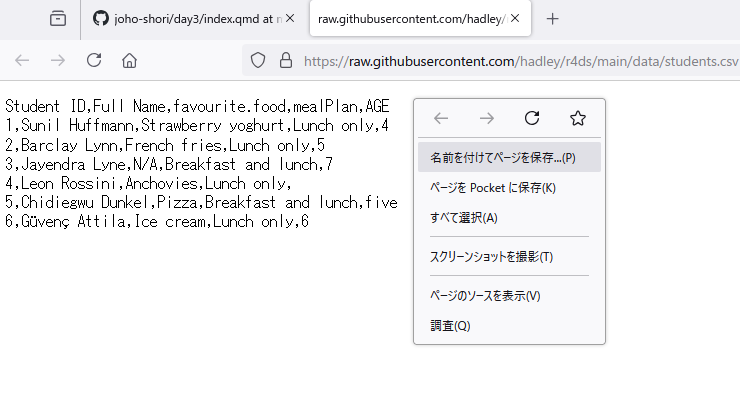 joho-shori/day3/index.qmd at m
raw.githubusercontent.com/hadley/
https://raw.githubusercontent.com/hadley/r4ds/main/data/students.csv
Student ID,Full Name,favourite.food,mealPlan,AGE
1,Sunil Huffmann,Strawberry yoghurt,Lunch only,4
2,Barclay Lynn,French fries,Lunch only,5
3,Jayendra Lyne,N/A,Breakfast and lunch,7
4,Leon Rossini,Anchovies,Lunch only,
5,Chidiegwu Dunkel,Pizza,Breakfast and lunch,five
6,Güvenç Attila,Ice cream,Lunch only,6
名前を付けてページを保存...(P)
ページを Pocket に保存(K)
すべて選択(A)
スクリーンショットを撮影(T)
ページのソースを表示(V)
調査(Q)